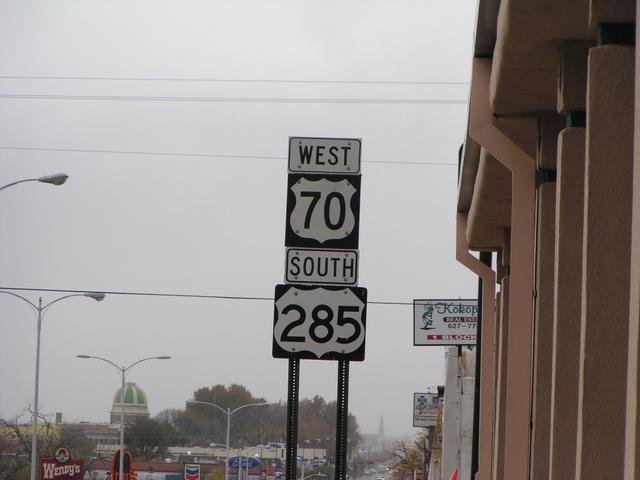 WEST
70
SOUTH
285
Kokop
REAL EST
627-77
1 BLOCK
Wendy's